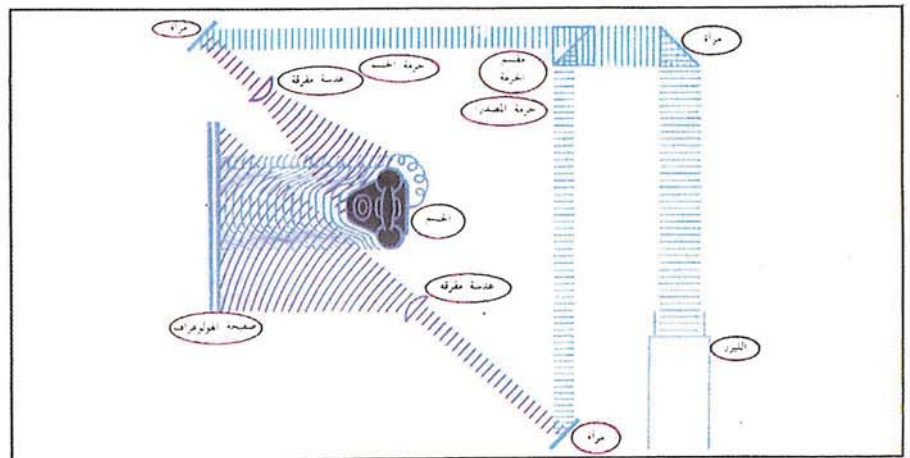 مرآة
مرآة
مقسم
الحزمة
حزمة الجسم
عدسة مفرقة
حزمة المصدر
الجسم
عدسة مفرقة
صفيحة الهولوغراف
الليزر
مرآة